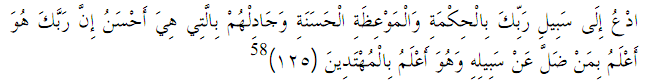 ادْعُ إِلَى سَبِيلِ رَبِّكَ بِالْحِكْمَةِ وَالْمَوْعِظَةِ الْحَسَنَةِ وَجَادِلْهُمْ بِالَّتِي هِيَ أَحْسَنُ إِنَّ رَبَّكَ هُوَ
أَعْلَمُ بِمَنْ ضَلَّ عَنْ سَبِيلِهِ وَهُوَ أَعْلَمُ بِالْمُهْتَدِينَ (١٢٥)58